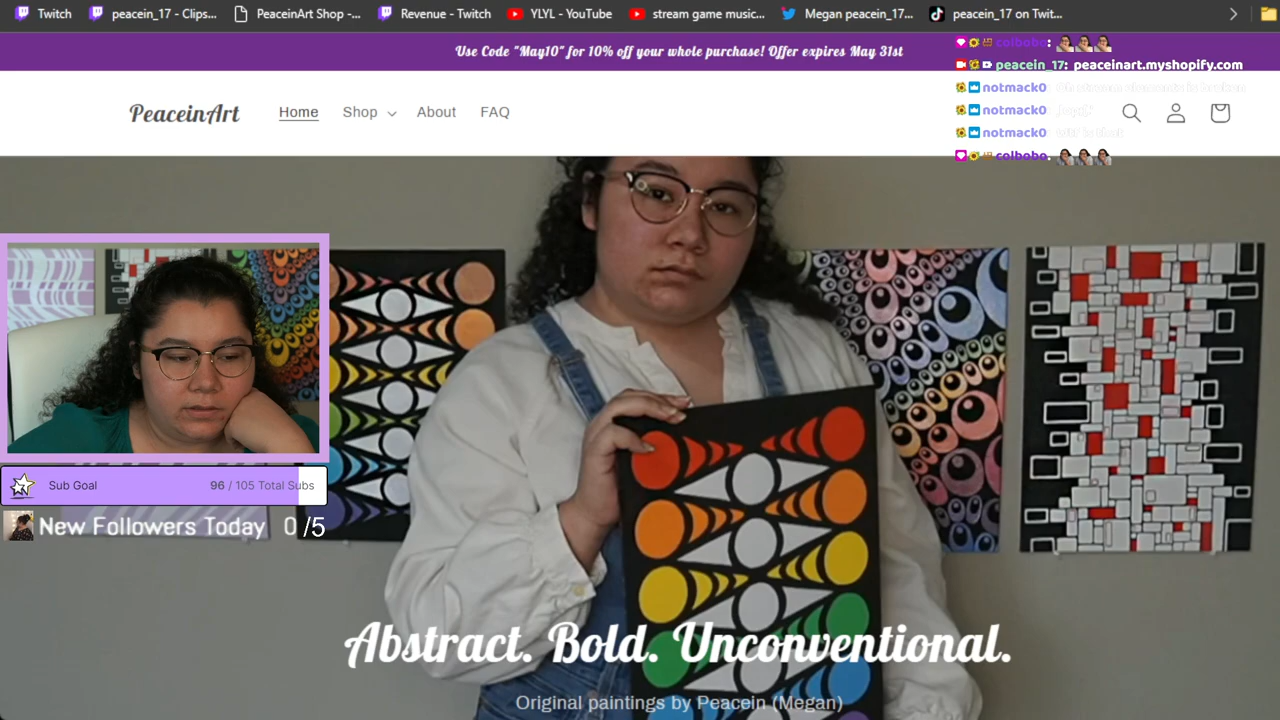 Twitch
peacein_17 - Clips...
PeaceinArt Shop -...
Revenue - Twitch
YLYL - YouTube
stream game music...
Megan peacein_17...
peacein_17 on Twit...
Use Code "May10" for 10% off your whole purchase! Offer expires May 31st
colbobo:
peacein_17: peaceinart.myshopify.com
notmack0
notmack0
notmack0
colbobo:
PeaceinArt
Home
Shop
About
FAQ
Sub Goal
96 / 105 Total Subs
New Followers Today 0 /5
Abstract. Bold. Unconventional.
Original paintings by Peacein (Megan)